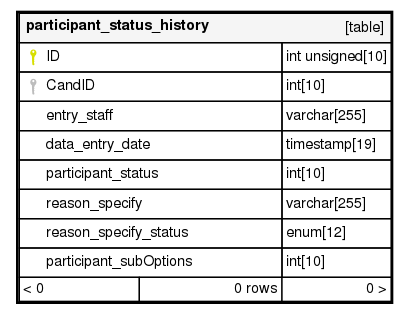 participant_status_history [table]
ID int unsigned[10]
CandID int[10]
entry_staff varchar[255]
data_entry_date timestamp[19]
participant_status int[10]
reason_specify varchar[255]
reason_specify_status enum[12]
participant_subOptions int[10]
< 0 0 rows 0 >